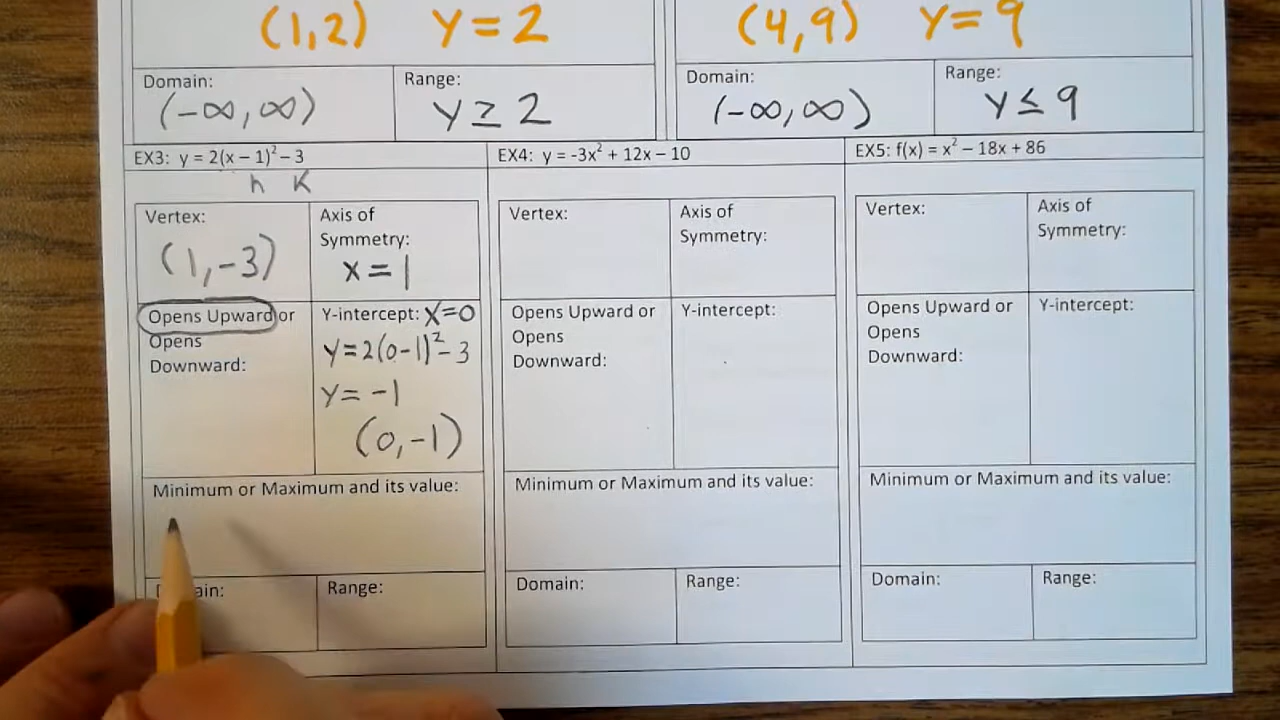 (1,2) y = 2
(4,9) y = 9
Domain:
(-∞, ∞)
Range:
y ≥ 2
Domain:
(-∞, ∞)
Range:
y ≤ 9
EX3: y = 2(x – 1)² – 3
h K
Vertex:
(1, -3)
Axis of
Symmetry:
x = 1
Opens Upward or
Opens
Downward:
Y-intercept: x=0
y=2(0-1)²-3
y= -1
(0, -1)
Minimum or Maximum and its value:
Range:
EX4: y = -3x² + 12x – 10
Vertex:
Axis of
Symmetry:
Opens Upward or
Opens
Downward:
Y-intercept:
Minimum or Maximum and its value:
Domain:
Range:
EX5: f(x) = x² – 18x + 86
Vertex:
Axis of
Symmetry:
Opens Upward or
Opens
Downward:
Y-intercept:
Minimum or Maximum and its value:
Domain:
Range: